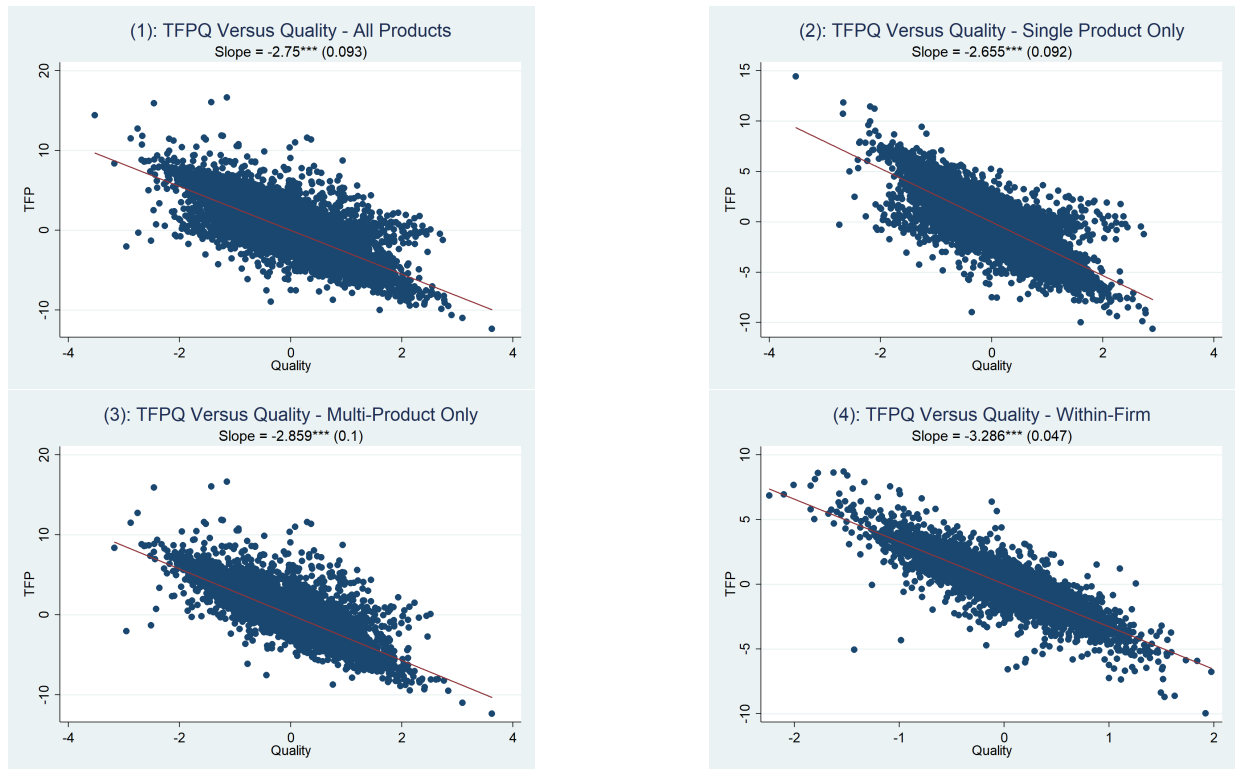 (1): TFPQ Versus Quality - All Products
Slope = -2.75*** (0.093)
20
10
0
-10
TFP
-4 -2 0 2 4
Quality
(2): TFPQ Versus Quality - Single Product Only
Slope = -2.655*** (0.092)
15
10
5
0
-5
-10
TFP
-4 -2 0 2 4
Quality
(3): TFPQ Versus Quality - Multi-Product Only
Slope = -2.859*** (0.1)
20
10
0
-10
TFP
-4 -2 0 2 4
Quality
(4): TFPQ Versus Quality - Within-Firm
Slope = -3.286*** (0.047)
10
5
0
-5
-10
TFP
-2 -1 0 1 2
Quality